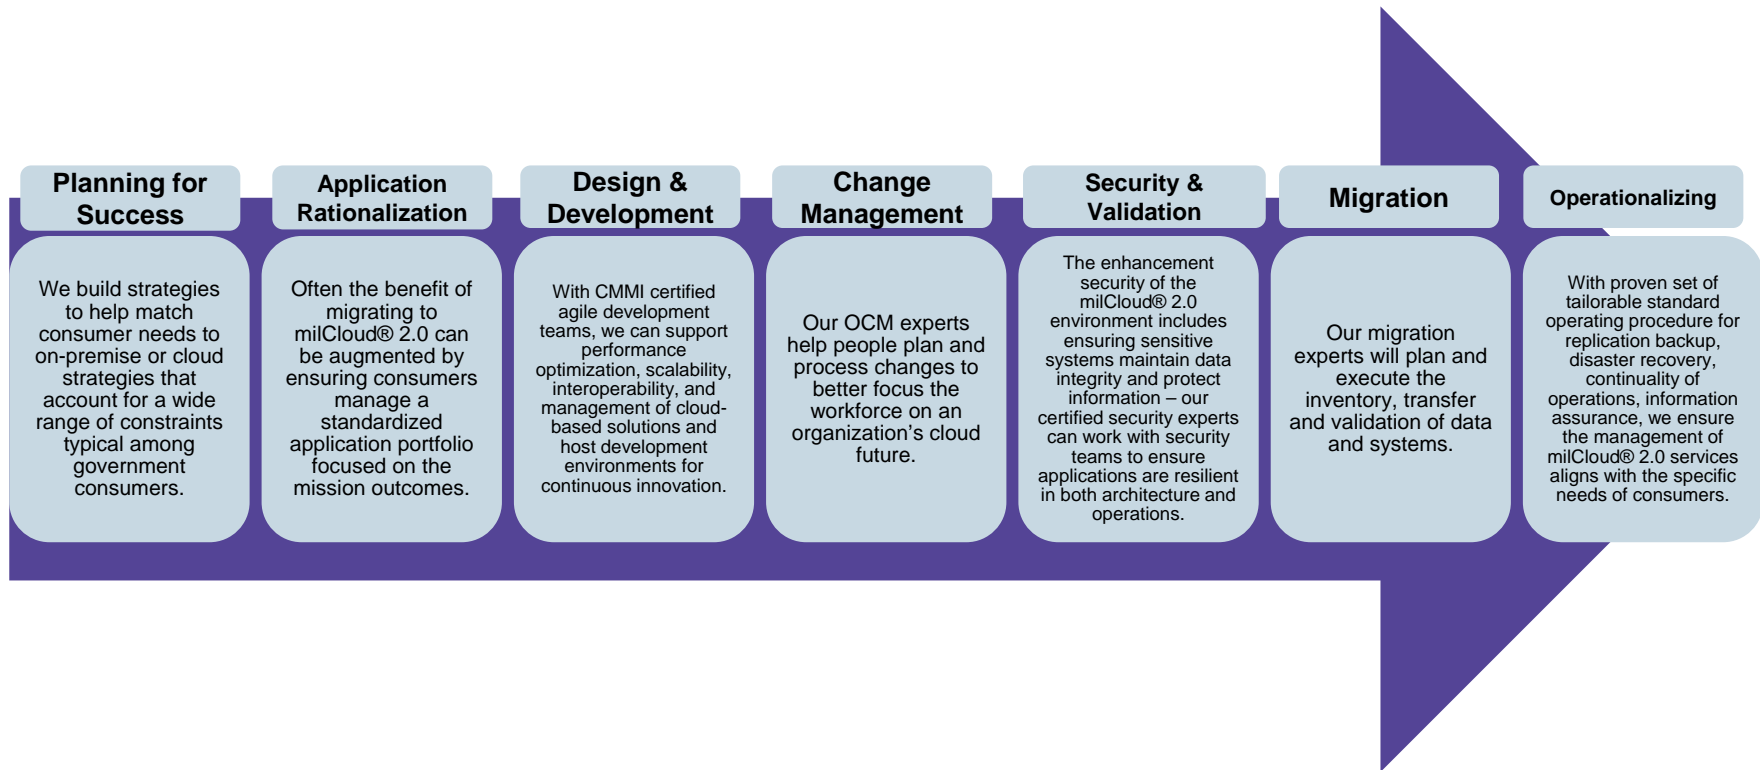 Planning for
Success
We build strategies
to help match
consumer needs to
on-premise or cloud
strategies that
account for a wide
range of constraints
typical among
government
consumers.
Application
Rationalization
Often the benefit of
migrating to
milCloud® 2.0 can
be augmented by
ensuring consumers
manage a
standardized
application portfolio
focused on the
mission outcomes.
Design &
Development
With CMMI certified
agile development
teams, we can support
performance
optimization, scalability,
interoperability, and
management of cloud-
based solutions and
host development
environments for
continuous innovation.
Change
Management
Our OCM experts
help people plan and
process changes to
better focus the
workforce on an
organization’s cloud
future.
Security &
Validation
The enhancement
security of the
milCloud® 2.0
environment includes
ensuring sensitive
systems maintain data
integrity and protect
information – our
certified security experts
can work with security
teams to ensure
applications are resilient
in both architecture and
operations.
Migration
Our migration
experts will plan and
execute the
inventory, transfer
and validation of data
and systems.
Operationalizing
With proven set of
tailorable standard
operating procedure for
replication backup,
disaster recovery,
continuality of
operations, information
assurance, we ensure
the management of
milCloud® 2.0 services
aligns with the specific
needs of consumers.